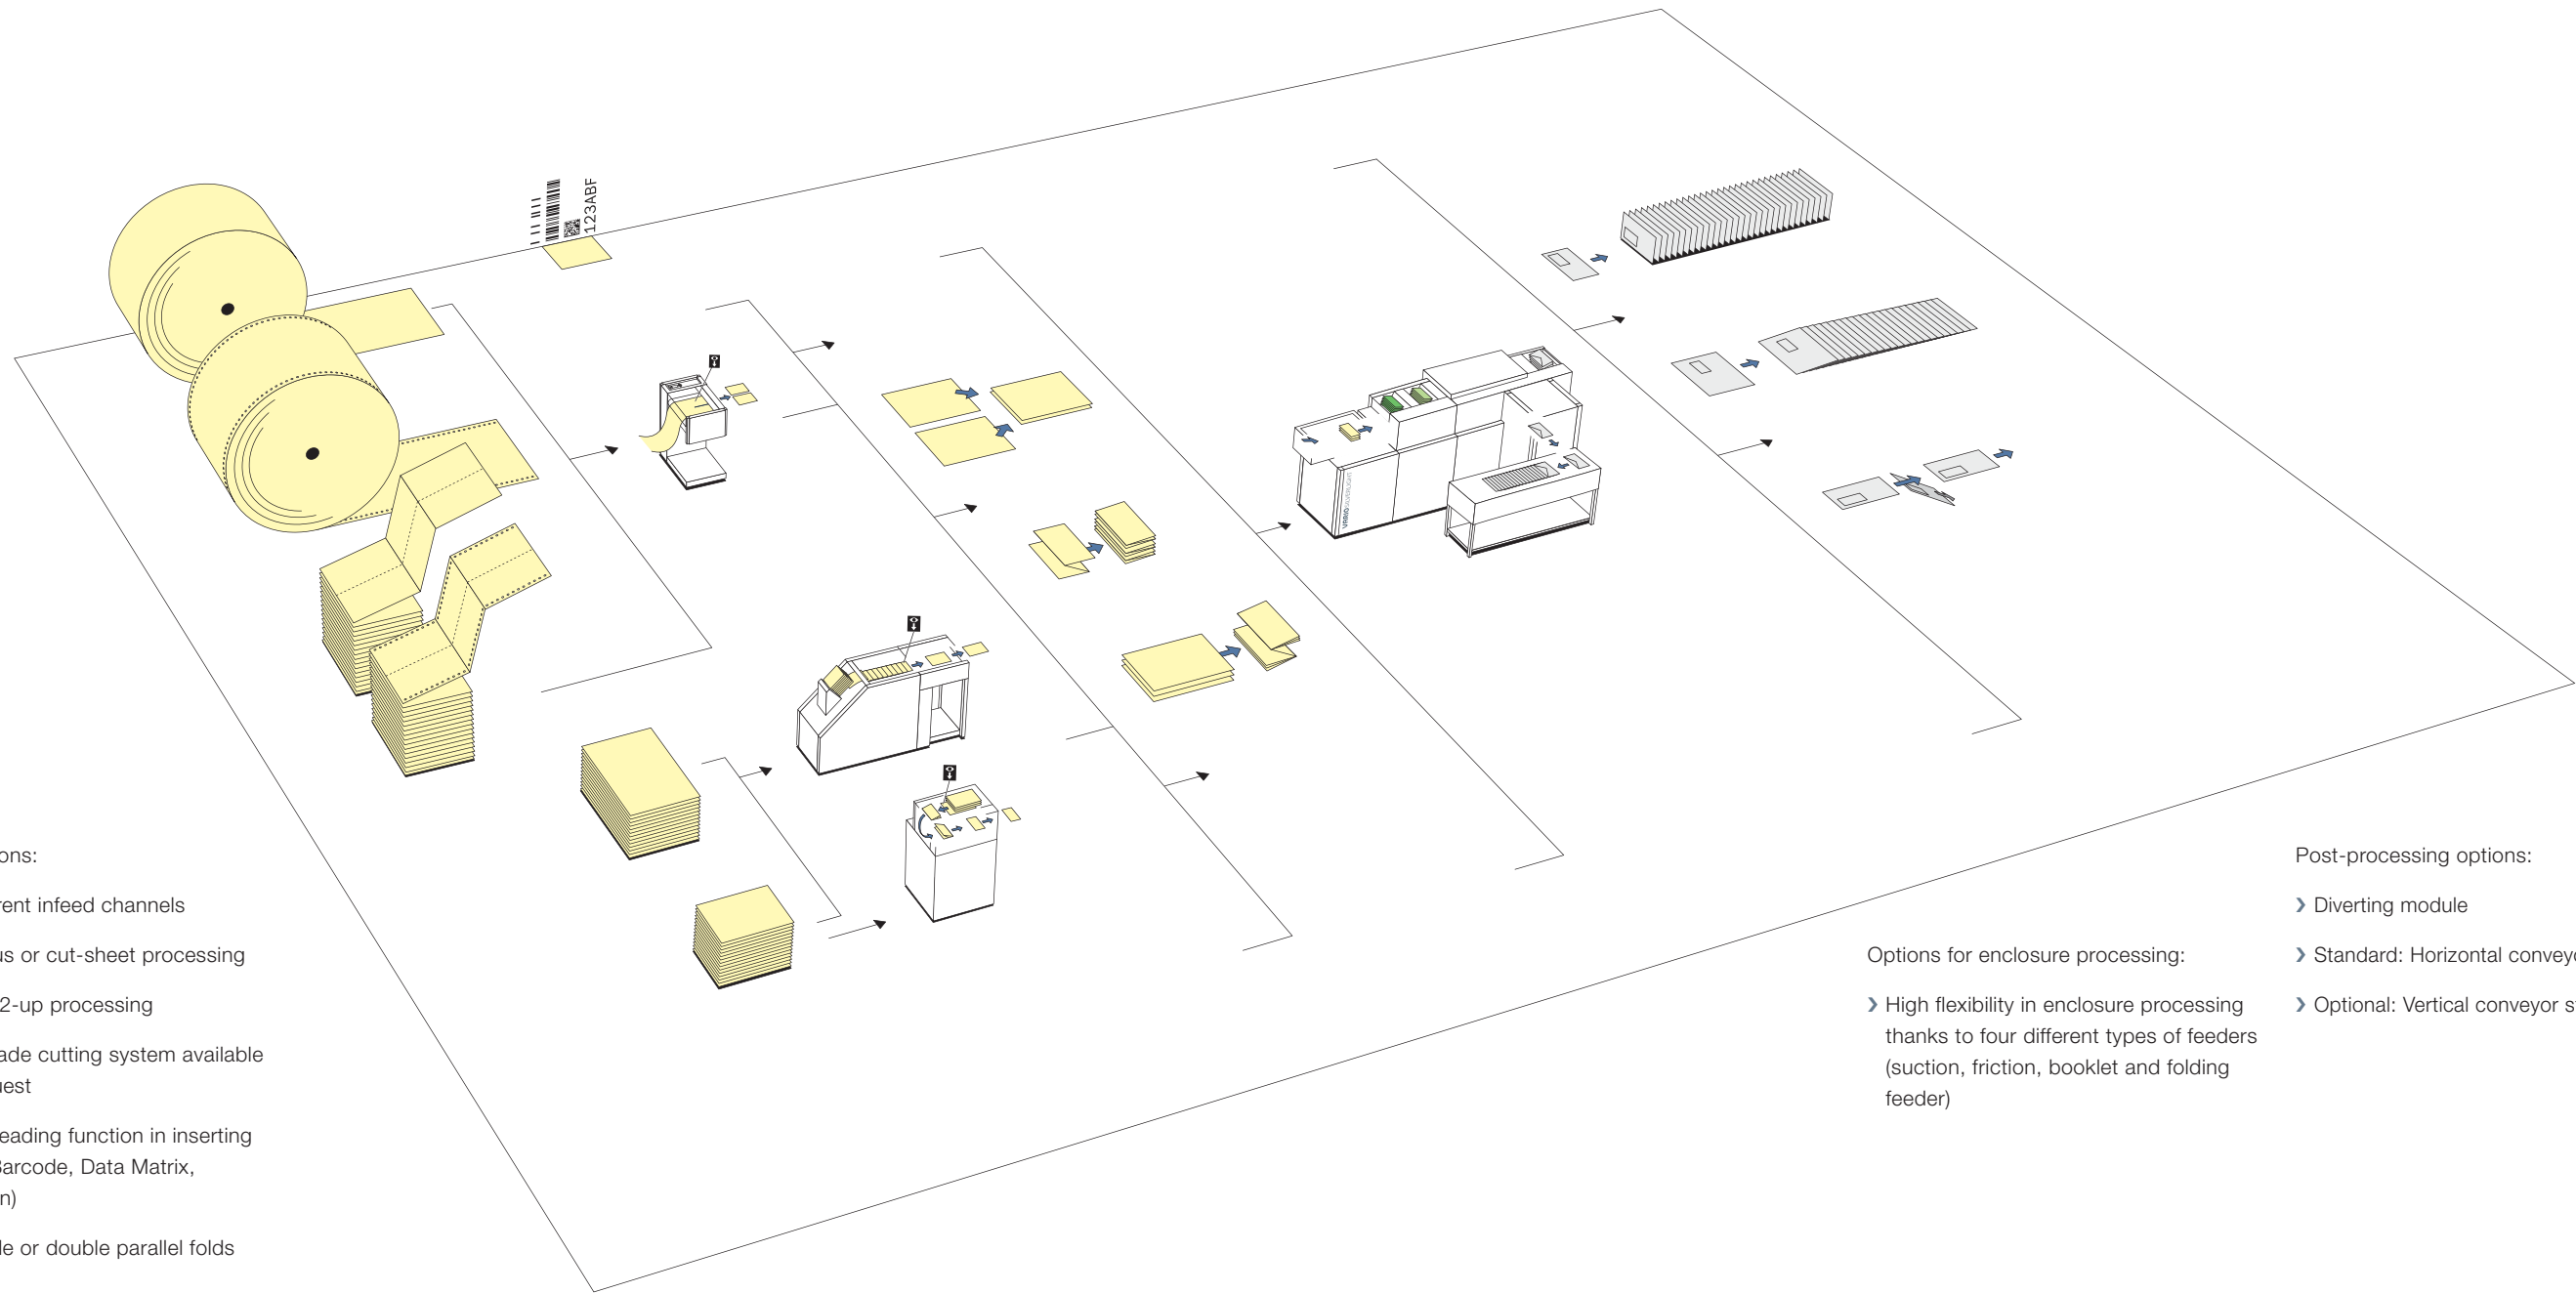 123ABF
VARIOSILVERLIGHT
ons:
rent infeed channels
us or cut-sheet processing
2-up processing
ade cutting system available
uest
eading function in inserting
Barcode, Data Matrix,
n)
le or double parallel folds
Options for enclosure processing:
› High flexibility in enclosure processing
thanks to four different types of feeders
(suction, friction, booklet and folding
feeder)
Post-processing options:
› Diverting module
› Standard: Horizontal convey
› Optional: Vertical conveyor s